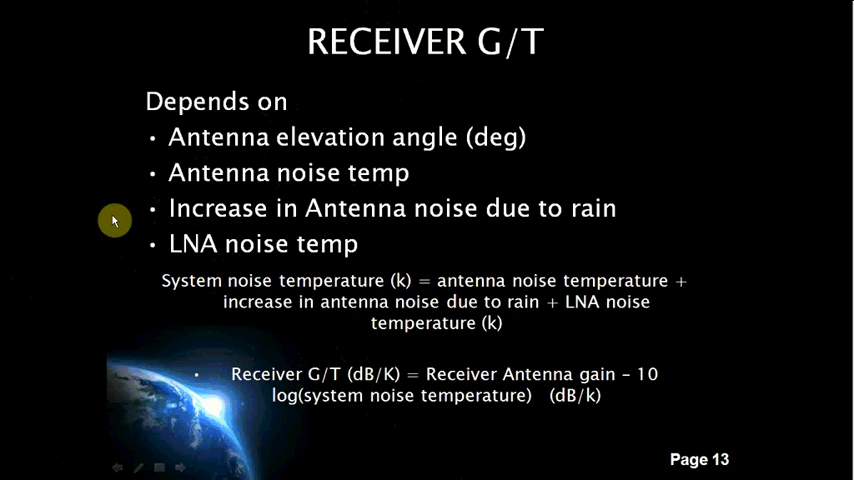 RECEIVER G/T
Depends on
• Antenna elevation angle (deg)
• Antenna noise temp
• Increase in Antenna noise due to rain
• LNA noise temp
System noise temperature (k) = antenna noise temperature +
increase in antenna noise due to rain + LNA noise
temperature (k)
• Receiver G/T (dB/K) = Receiver Antenna gain – 10
log(system noise temperature) (dB/k)
Page 13